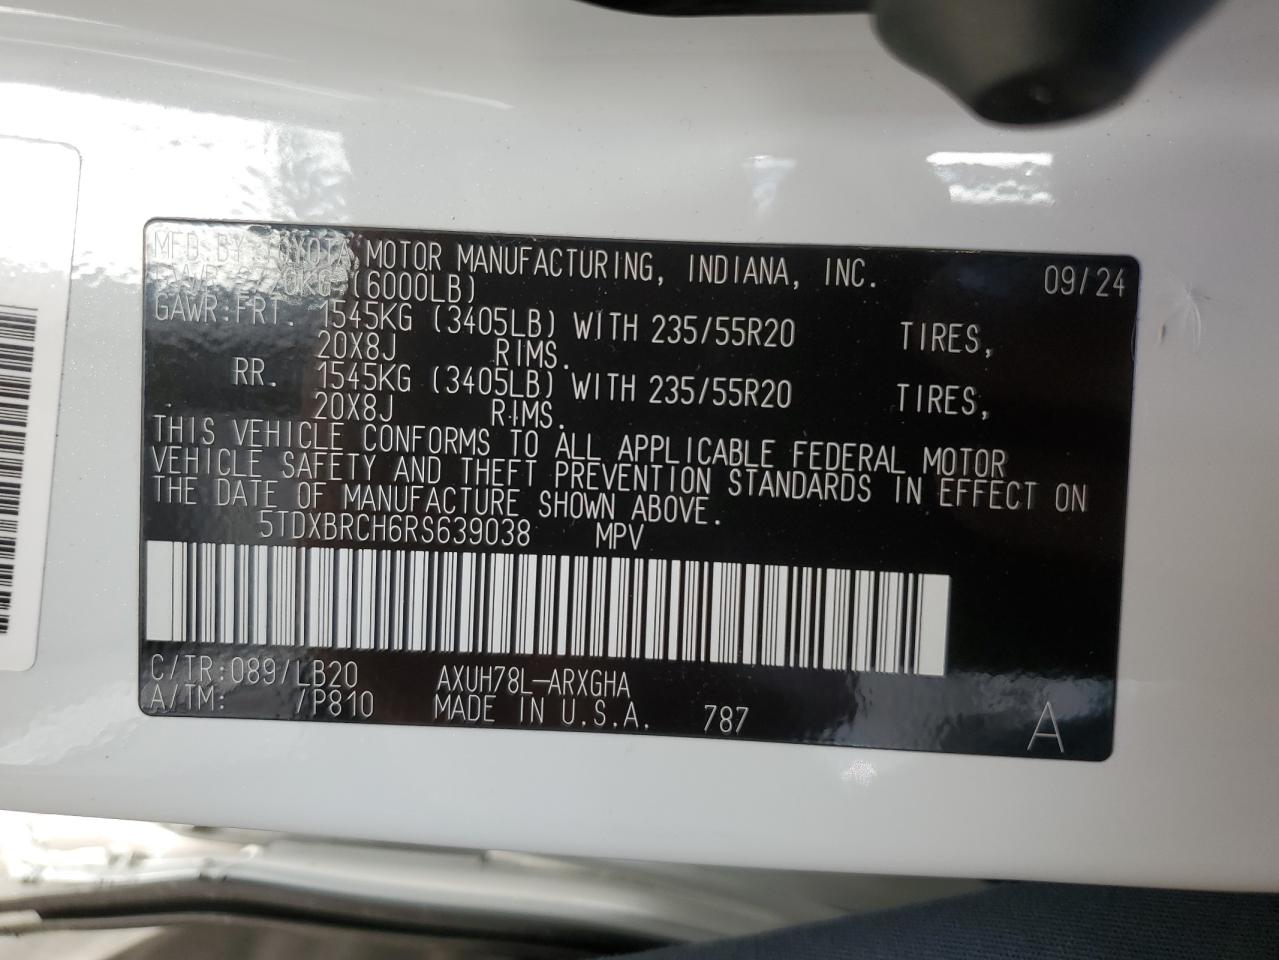 MFD.BY:TOYOTA MOTOR MANUFACTURING, INDIANA, INC. 09/24
(6000LB)
GAWR:FRT. 1545KG (3405LB) WITH 235/55R20 TIRES,
20X8J RIMS.
RR. 1545KG (3405LB) WITH 235/55R20 TIRES,
20X8J RIMS.
THIS VEHICLE CONFORMS TO ALL APPLICABLE FEDERAL MOTOR
VEHICLE SAFETY AND THEFT PREVENTION STANDARDS IN EFFECT ON
THE DATE OF MANUFACTURE SHOWN ABOVE.
5TDXBRCH6RS639038 MPV
C/TR:089/LB20 AXUH78L-ARXGHA
A/TM: /P810 MADE IN U.S.A. 787 A